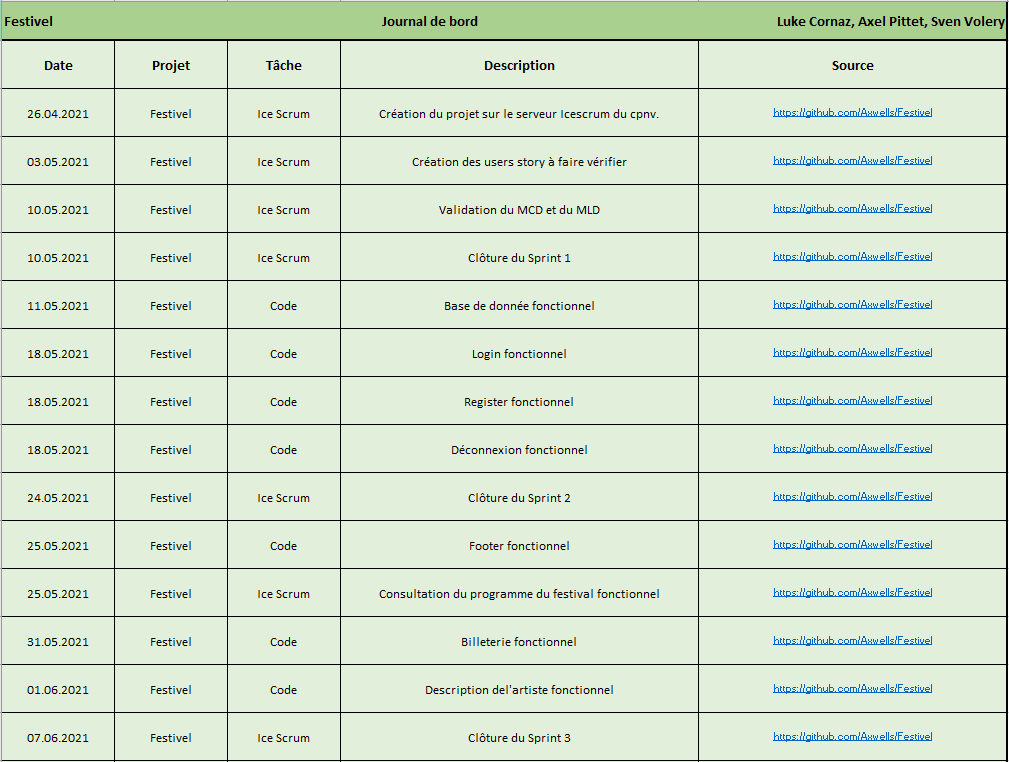 Festivel Journal de bord Luke Cornaz, Axel Pittet, Sven Volery
Date Projet Tâche Description Source
26.04.2021 Festivel Ice Scrum Création du projet sur le serveur Icescrum du cpnv. https://github.com/Axwells/Festivel
03.05.2021 Festivel Ice Scrum Création des users story à faire vérifier https://github.com/Axwells/Festivel
10.05.2021 Festivel Ice Scrum Validation du MCD et du MLD https://github.com/Axwells/Festivel
10.05.2021 Festivel Ice Scrum Clôture du Sprint 1 https://github.com/Axwells/Festivel
11.05.2021 Festivel Code Base de donnée fonctionnel https://github.com/Axwells/Festivel
18.05.2021 Festivel Code Login fonctionnel https://github.com/Axwells/Festivel
18.05.2021 Festivel Code Register fonctionnel https://github.com/Axwells/Festivel
18.05.2021 Festivel Code Déconnexion fonctionnel https://github.com/Axwells/Festivel
24.05.2021 Festivel Ice Scrum Clôture du Sprint 2 https://github.com/Axwells/Festivel
25.05.2021 Festivel Code Footer fonctionnel https://github.com/Axwells/Festivel
25.05.2021 Festivel Ice Scrum Consultation du programme du festival fonctionnel https://github.com/Axwells/Festivel
31.05.2021 Festivel Code Billeterie fonctionnel https://github.com/Axwells/Festivel
01.06.2021 Festivel Code Description del'artiste fonctionnel https://github.com/Axwells/Festivel
07.06.2021 Festivel Ice Scrum Clôture du Sprint 3 https://github.com/Axwells/Festivel